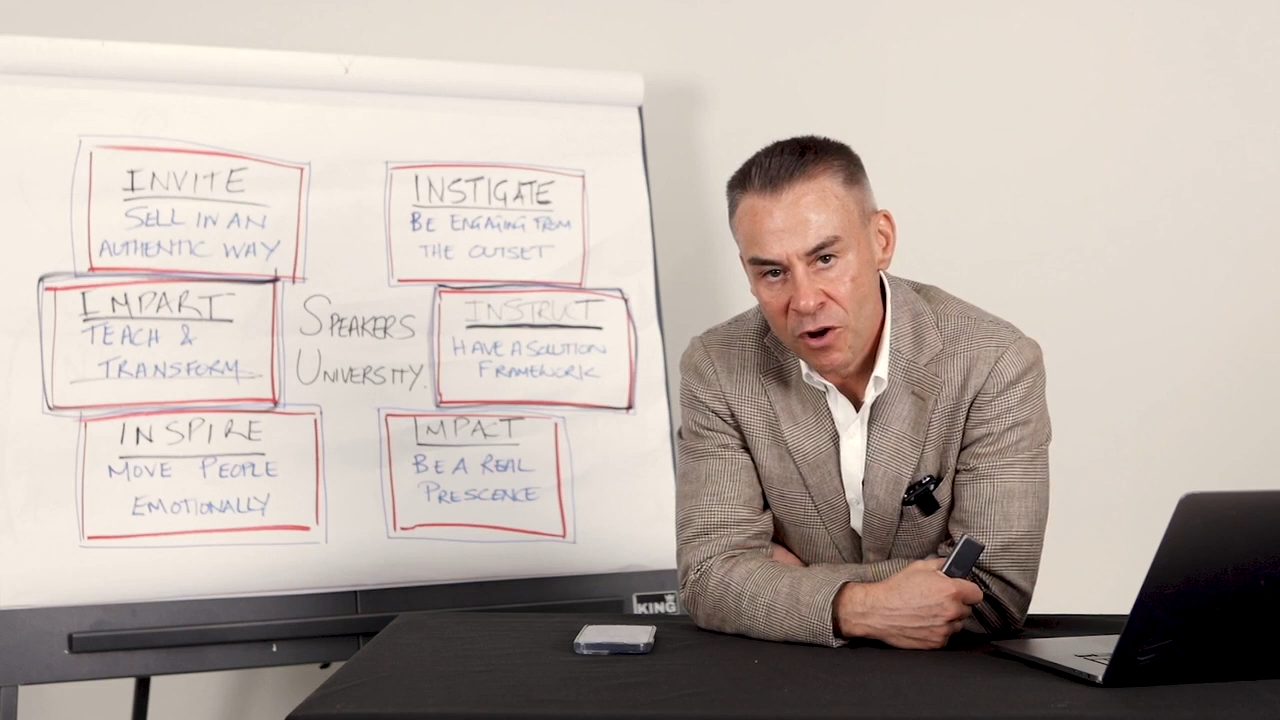 INVITE
SELL IN AN
AUTHENTIC WAY
INSTIGATE
BE ENGAGING FROM
THE OUTSET
IMPART
TEACH &
TRANSFORM
SPEAKERS
UNIVERSITY.
INSTRUCT
HAVE A SOLUTION
FRAMEWORK
INSPIRE
MOVE PEOPLE
EMOTIONALLY
IMPACT
BE A REAL
PRESCENCE
KING